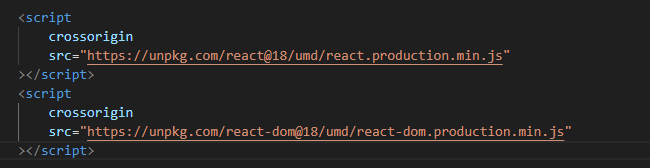 <script
crossorigin
src="https://unpkg.com/react@18/umd/react.production.min.js"
></script>
<script
crossorigin
src="https://unpkg.com/react-dom@18/umd/react-dom.production.min.js"
></script>